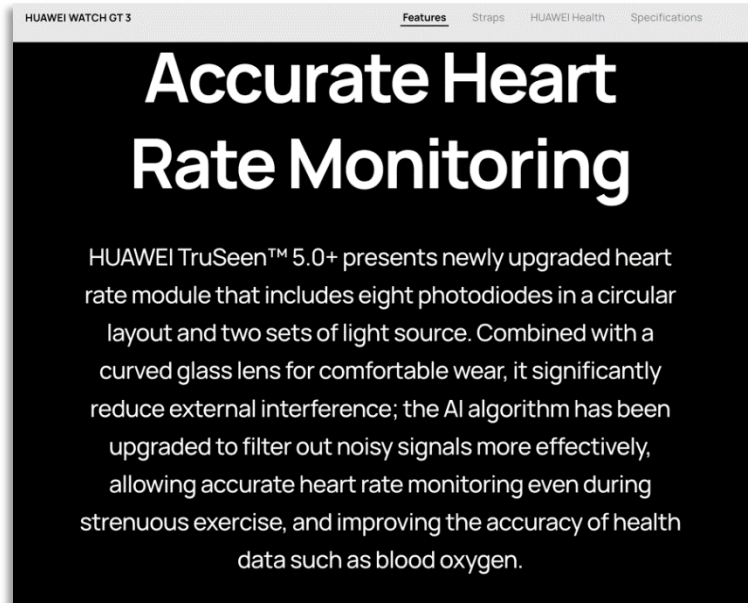 HUAWEI WATCH GT 3
Features
Straps
HUAWEI Health
Specifications
Accurate Heart
Rate Monitoring
HUAWEI TruSeen™ 5.0+ presents newly upgraded heart
rate module that includes eight photodiodes in a circular
layout and two sets of light source. Combined with a
curved glass lens for comfortable wear, it significantly
reduce external interference; the AI algorithm has been
upgraded to filter out noisy signals more effectively,
allowing accurate heart rate monitoring even during
strenuous exercise, and improving the accuracy of health
data such as blood oxygen.